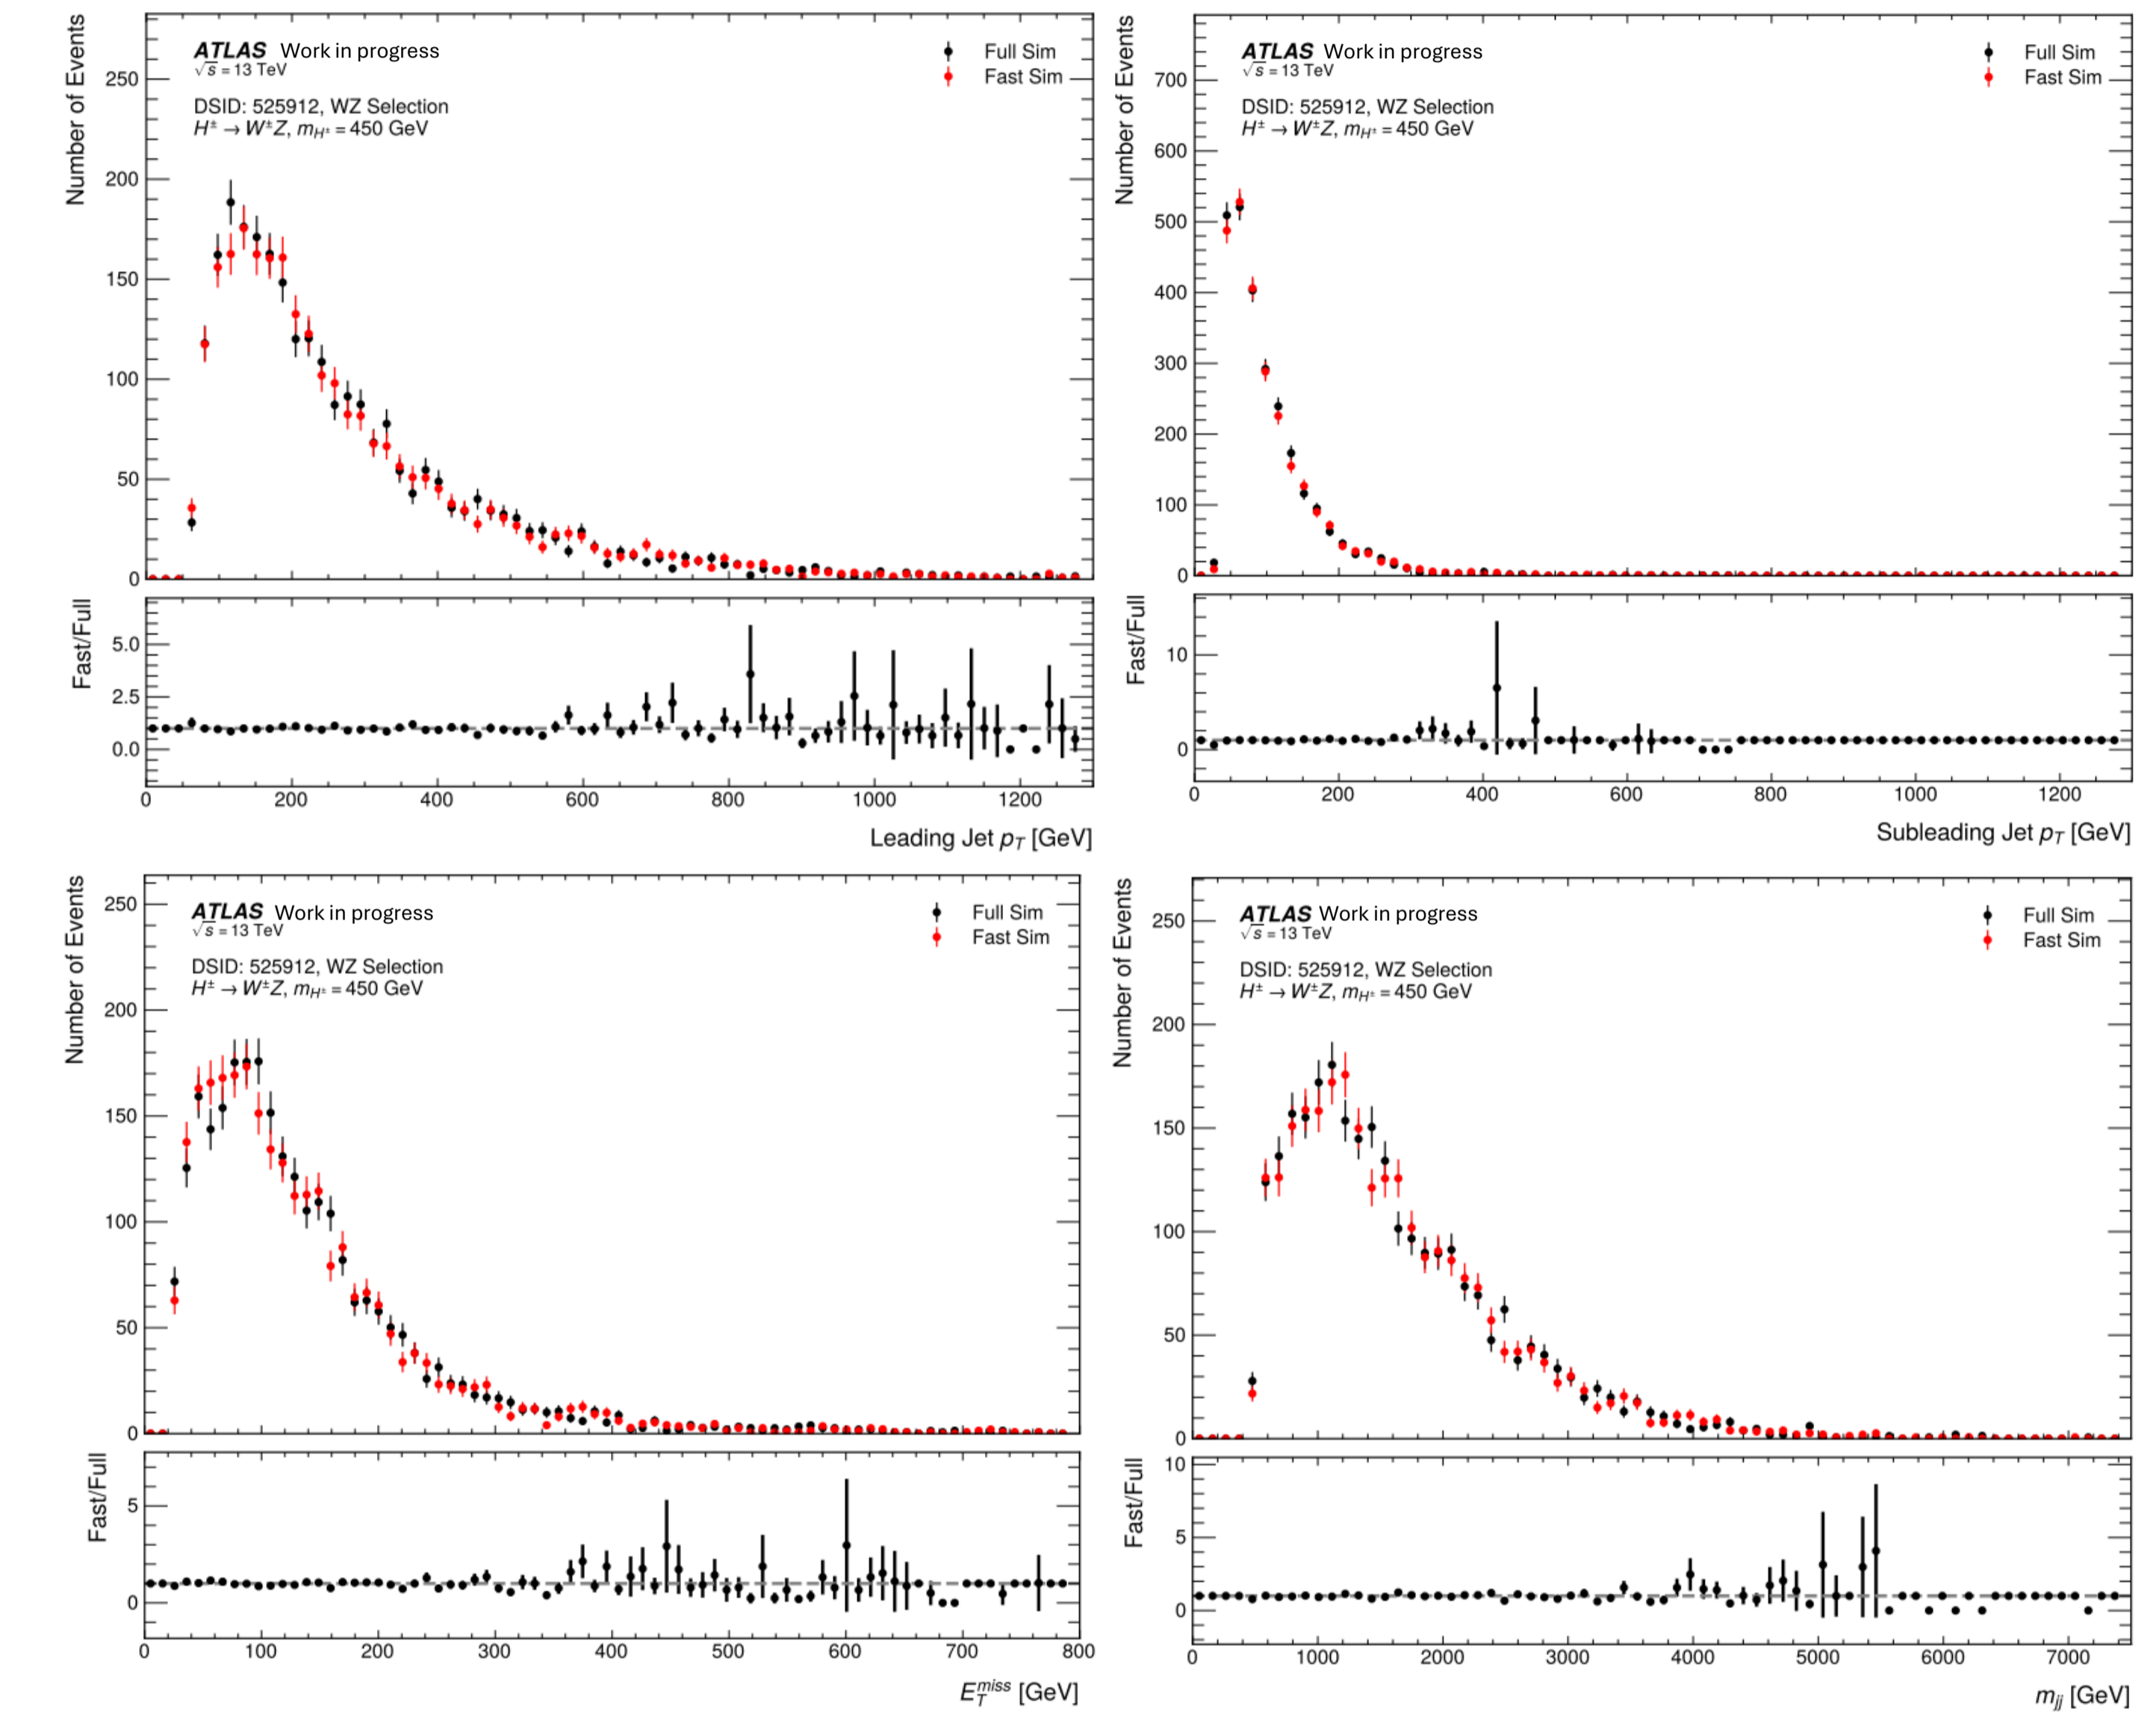 Number of Events
ATLAS Work in progress
√s = 13 TeV
DSID: 525912, WZ Selection
H± → W±Z, mH± = 450 GeV
Full Sim
Fast Sim
250
200
150
100
50
0
Fast/Full
5.0
2.5
0.0
0 200 400 600 800 1000 1200
Leading Jet pT [GeV]
Number of Events
ATLAS Work in progress
√s = 13 TeV
DSID: 525912, WZ Selection
H± → W±Z, mH± = 450 GeV
Full Sim
Fast Sim
700
600
500
400
300
200
100
0
Fast/Full
10
0
0 200 400 600 800 1000 1200
Subleading Jet pT [GeV]
Number of Events
ATLAS Work in progress
√s = 13 TeV
DSID: 525912, WZ Selection
H± → W±Z, mH± = 450 GeV
Full Sim
Fast Sim
250
200
150
100
50
0
Fast/Full
5
0
0 100 200 300 400 500 600 700 800
ETmiss [GeV]
Number of Events
ATLAS Work in progress
√s = 13 TeV
DSID: 525912, WZ Selection
H± → W±Z, mH± = 450 GeV
Full Sim
Fast Sim
250
200
150
100
50
0
Fast/Full
10
5
0
0 1000 2000 3000 4000 5000 6000 7000
mjj [GeV]